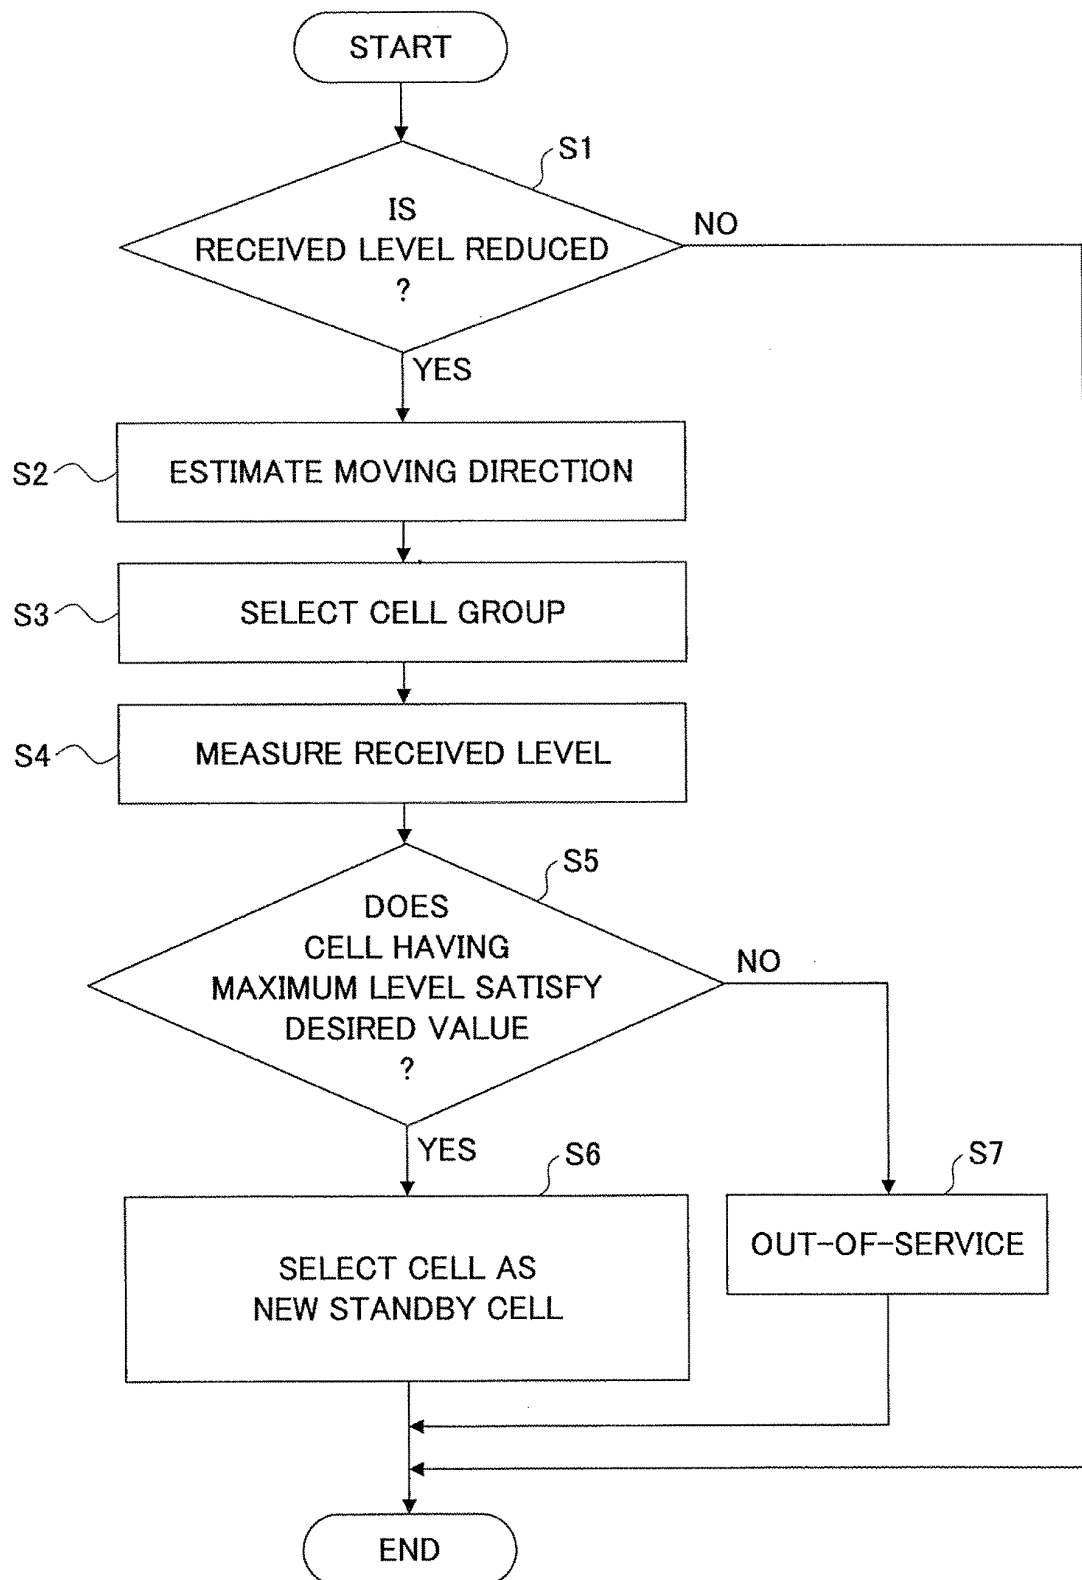 START
S1
IS
RECEIVED LEVEL REDUCED
?
NO
YES
S2
ESTIMATE MOVING DIRECTION
S3
SELECT CELL GROUP
S4
MEASURE RECEIVED LEVEL
S5
DOES
CELL HAVING
MAXIMUM LEVEL SATISFY
DESIRED VALUE
?
NO
YES
S6
SELECT CELL AS
NEW STANDBY CELL
S7
OUT-OF-SERVICE
END